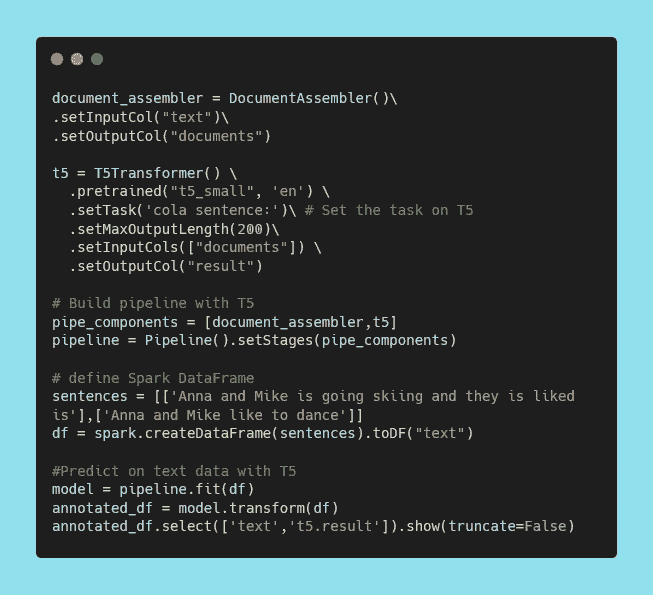 document_assembler = DocumentAssembler()\
.setInputCol("text")\
.setOutputCol("documents")
t5 = T5Transformer() \
.pretrained("t5_small", 'en') \
.setTask('cola sentence:')\ # Set the task on T5
.setMaxOutputLength(200)\
.setInputCols(["documents"]) \
.setOutputCol("result")
# Build pipeline with T5
pipe_components = [document_assembler,t5]
pipeline = Pipeline().setStages(pipe_components)
# define Spark DataFrame
sentences = [['Anna and Mike is going skiing and they is liked
is'],['Anna and Mike like to dance']]
df = spark.createDataFrame(sentences).toDF("text")
#Predict on text data with T5
model = pipeline.fit(df)
annotated_df = model.transform(df)
annotated_df.select(['text','t5.result']).show(truncate=False)